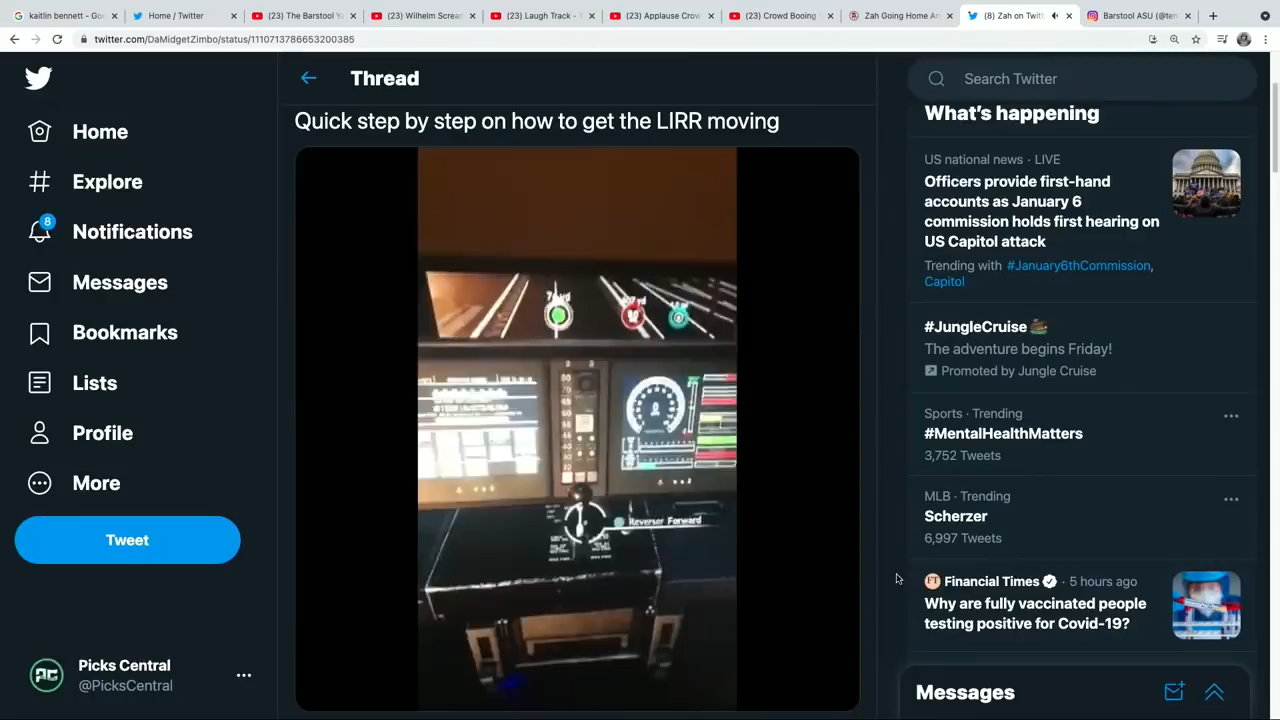 kaitlin bennett - Go
Home / Twitter
(23) The Barstool Y
(23) Wilhelm Screa
(23) Laugh Track -
(23) Applause Crow
(23) Crowd Booing
Zah Going Home A
(8) Zah on Twitt
Barstool ASU (@ten
twitter.com/DaMidgetZimbo/status/1110713786653200385
Thread
Search Twitter
Quick step by step on how to get the LIRR moving
Home
Explore
8
Notifications
Messages
Bookmarks
Lists
Profile
More
Tweet
Picks Central
@PicksCentral
Reverser Forward
What's happening
US national news · LIVE
Officers provide first-hand
accounts as January 6
commission holds first hearing on
US Capitol attack
Trending with #January6thCommission,
Capitol
#JungleCruise
The adventure begins Friday!
Promoted by Jungle Cruise
Sports · Trending
#MentalHealthMatters
3,752 Tweets
MLB · Trending
Scherzer
6,997 Tweets
FT Financial Times · 5 hours ago
Why are fully vaccinated people
testing positive for Covid-19?
Messages